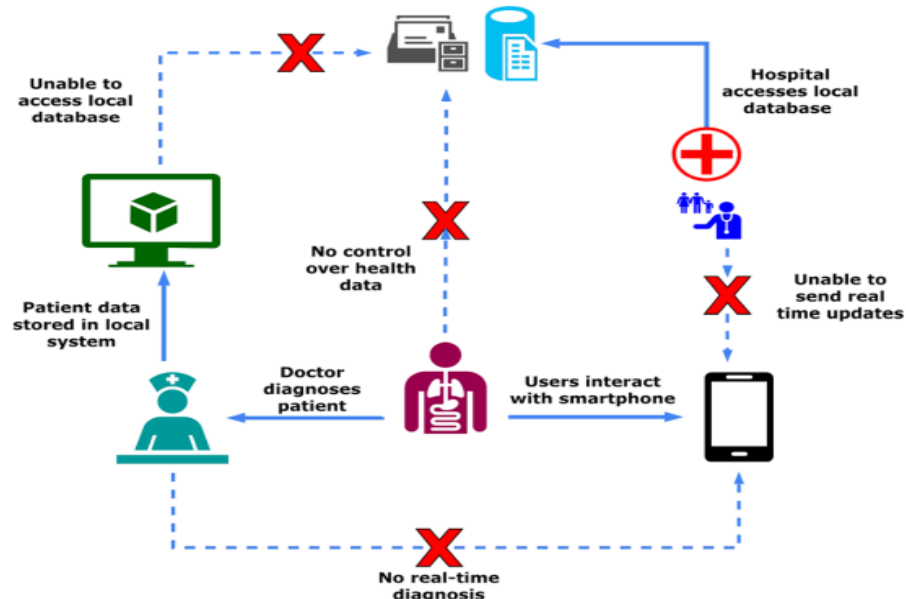 Unable to
access local
database
Hospital
accesses local
database
No control
over health
data
Unable to
send real
time updates
Patient data
stored in local
system
Doctor
diagnoses
patient
Users interact
with smartphone
No real-time
diagnosis